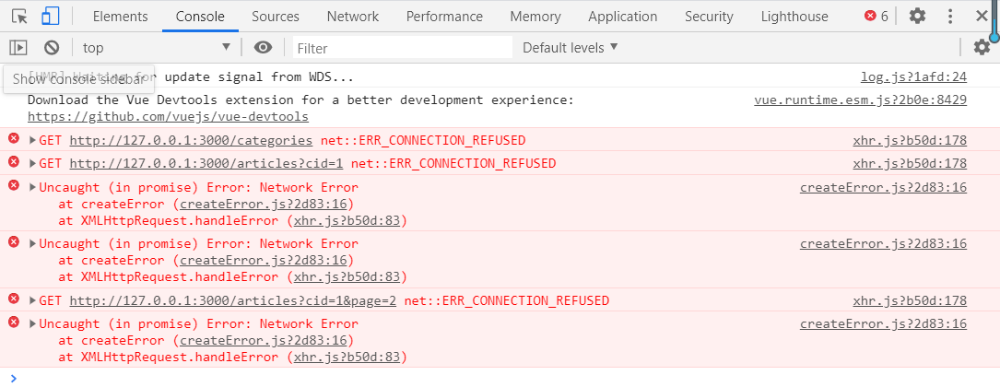 Elements Console Sources Network Performance Memory Application Security Lighthouse 6
top Filter Default levels
[HMR] Waiting for update signal from WDS... log.js?1afd:24
Show console sidebar
Download the Vue Devtools extension for a better development experience: vue.runtime.esm.js?2b0e:8429
https://github.com/vuejs/vue-devtools
GET http://127.0.0.1:3000/categories net::ERR_CONNECTION_REFUSED xhr.js?b50d:178
GET http://127.0.0.1:3000/articles?cid=1 net::ERR_CONNECTION_REFUSED xhr.js?b50d:178
Uncaught (in promise) Error: Network Error createError.js?2d83:16
at createError (createError.js?2d83:16)
at XMLHttpRequest.handleError (xhr.js?b50d:83)
Uncaught (in promise) Error: Network Error createError.js?2d83:16
at createError (createError.js?2d83:16)
at XMLHttpRequest.handleError (xhr.js?b50d:83)
GET http://127.0.0.1:3000/articles?cid=1&page=2 net::ERR_CONNECTION_REFUSED xhr.js?b50d:178
Uncaught (in promise) Error: Network Error createError.js?2d83:16
at createError (createError.js?2d83:16)
at XMLHttpRequest.handleError (xhr.js?b50d:83)